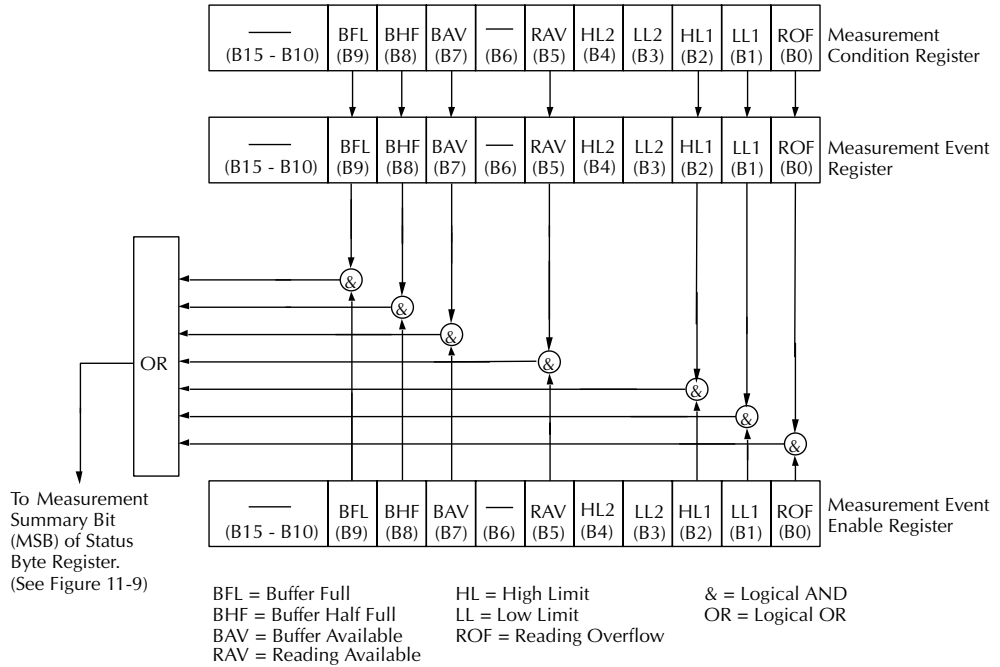 BFL BHF BAV — RAV HL2 LL2 HL1 LL1 ROF
— (B15 - B10) (B9) (B8) (B7) (B6) (B5) (B4) (B3) (B2) (B1) (B0)
Measurement
Condition Register
BFL BHF BAV — RAV HL2 LL2 HL1 LL1 ROF
— (B15 - B10) (B9) (B8) (B7) (B6) (B5) (B4) (B3) (B2) (B1) (B0)
Measurement Event
Register
&
&
&
OR
&
&
&
&
To Measurement
Summary Bit
(MSB) of Status
Byte Register.
(See Figure 11-9)
BFL BHF BAV — RAV HL2 LL2 HL1 LL1 ROF
— (B15 - B10) (B9) (B8) (B7) (B6) (B5) (B4) (B3) (B2) (B1) (B0)
Measurement Event
Enable Register
BFL = Buffer Full
BHF = Buffer Half Full
BAV = Buffer Available
RAV = Reading Available
HL = High Limit
LL = Low Limit
ROF = Reading Overflow
& = Logical AND
OR = Logical OR